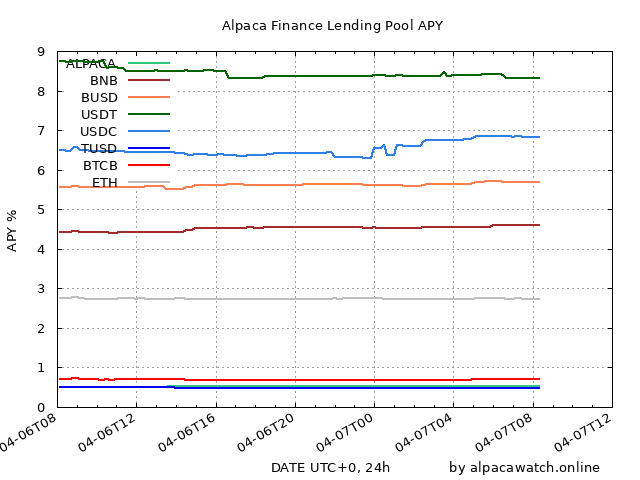 Alpaca Finance Lending Pool APY
APY %
9
8
7
6
5
4
3
2
1
0
ALPACA
BNB
BUSD
USDT
USDC
TUSD
BTCB
ETH
04-06T08
04-06T12
04-06T16
04-06T20
04-07T00
04-07T04
04-07T08
04-07T12
DATE UTC+0, 24h
by alpacawatch.online